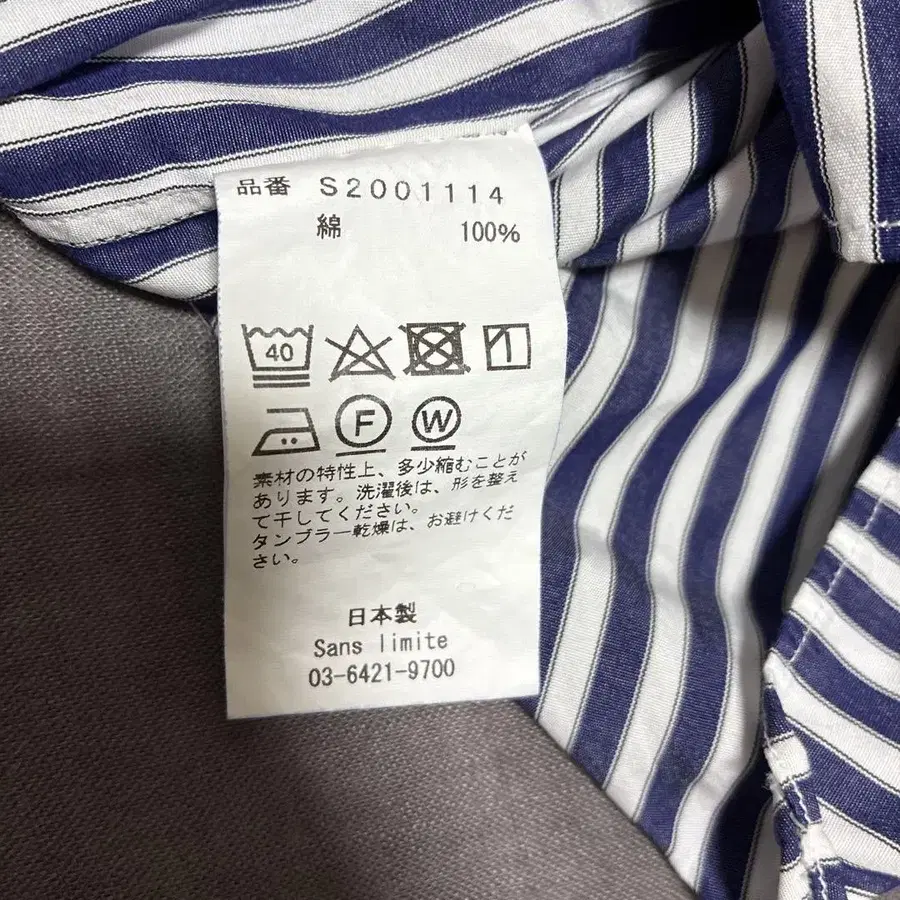 品番 S2001114
綿 100%
40
F W
素材の特性上、多少縮むことが
あります。洗濯後は、形を整え
て干してください。
タンブラー乾燥は、お避けくだ
さい。
日本製
Sans limite
03-6421-9700